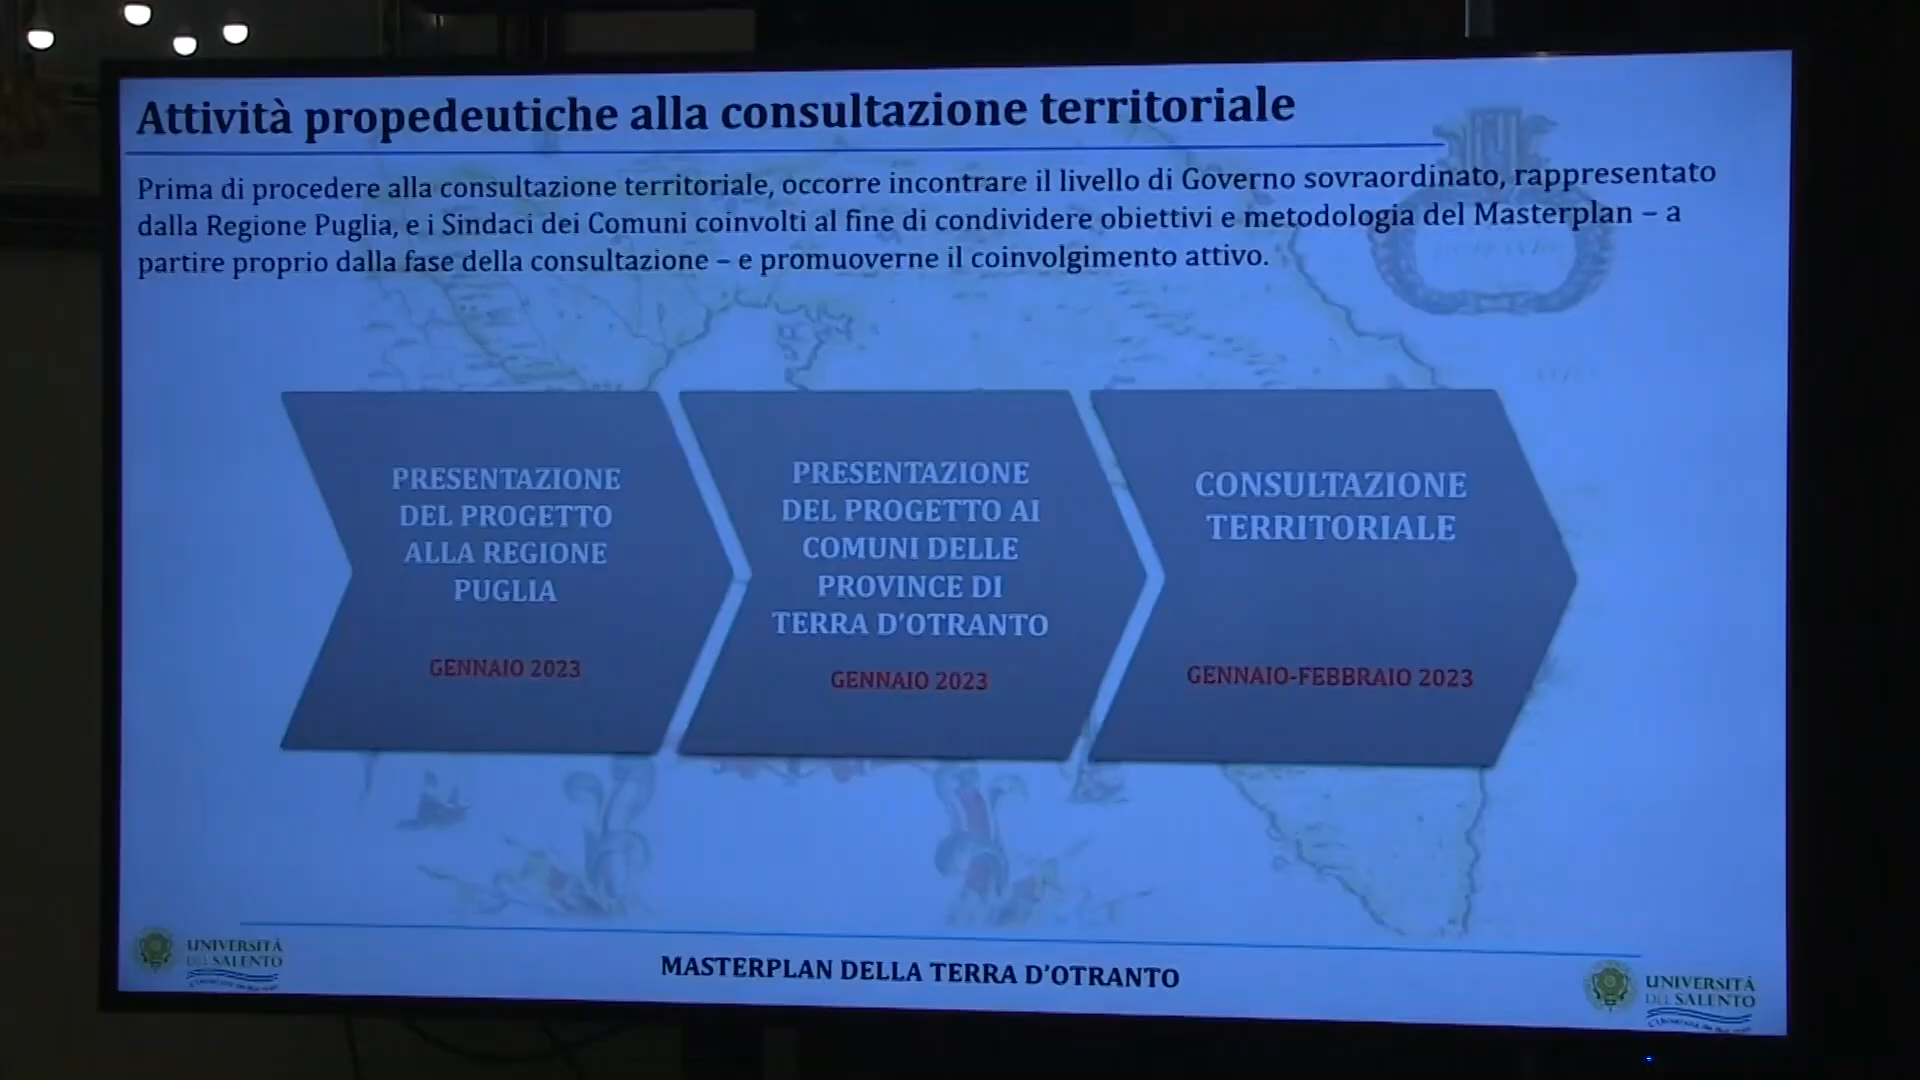 Attività propedeutiche alla consultazione territoriale
Prima di procedere alla consultazione territoriale, occorre incontrare il livello di Governo sovraordinato, rappresentato
dalla Regione Puglia, e i Sindaci dei Comuni coinvolti al fine di condividere obiettivi e metodologia del Masterplan – a
partire proprio dalla fase della consultazione – e promuoverne il coinvolgimento attivo.
PRESENTAZIONE
DEL PROGETTO
ALLA REGIONE
PUGLIA
GENNAIO 2023
PRESENTAZIONE
DEL PROGETTO AI
COMUNI DELLE
PROVINCE DI
TERRA D'OTRANTO
GENNAIO 2023
CONSULTAZIONE
TERRITORIALE
GENNAIO-FEBBRAIO 2023
UNIVERSITÁ
DEL SALENTO
MASTERPLAN DELLA TERRA D'OTRANTO
UNIVERSITÁ
DEL SALENTO